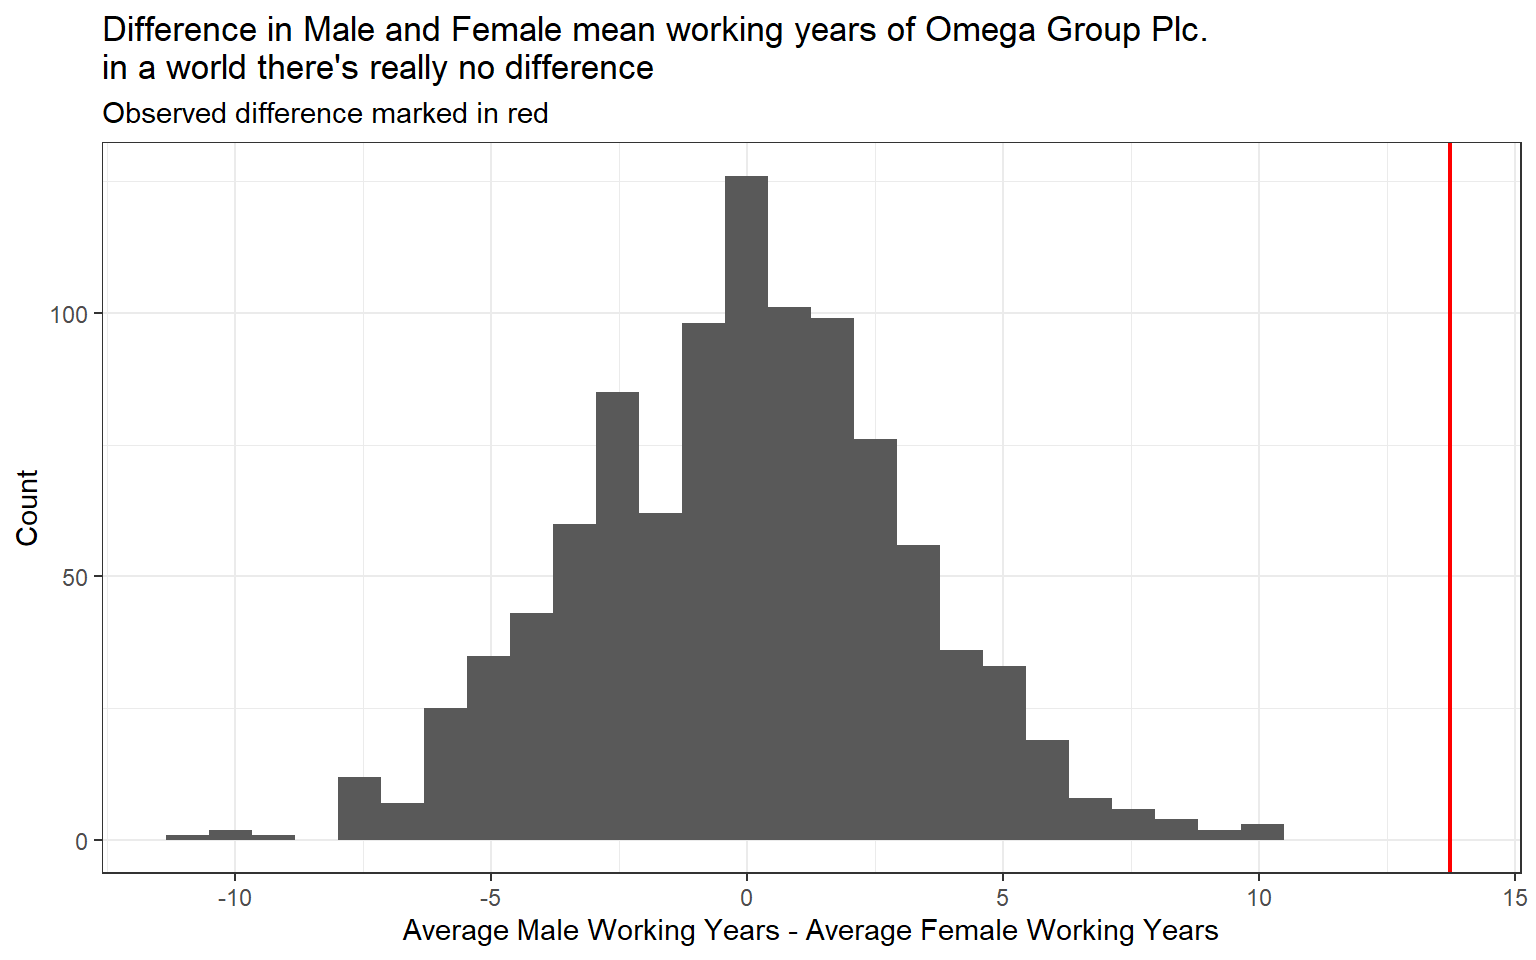 Difference in Male and Female mean working years of Omega Group Plc.
in a world there's really no difference
Observed difference marked in red
Count
100
50
0
-10
-5
0
5
10
15
Average Male Working Years - Average Female Working Years